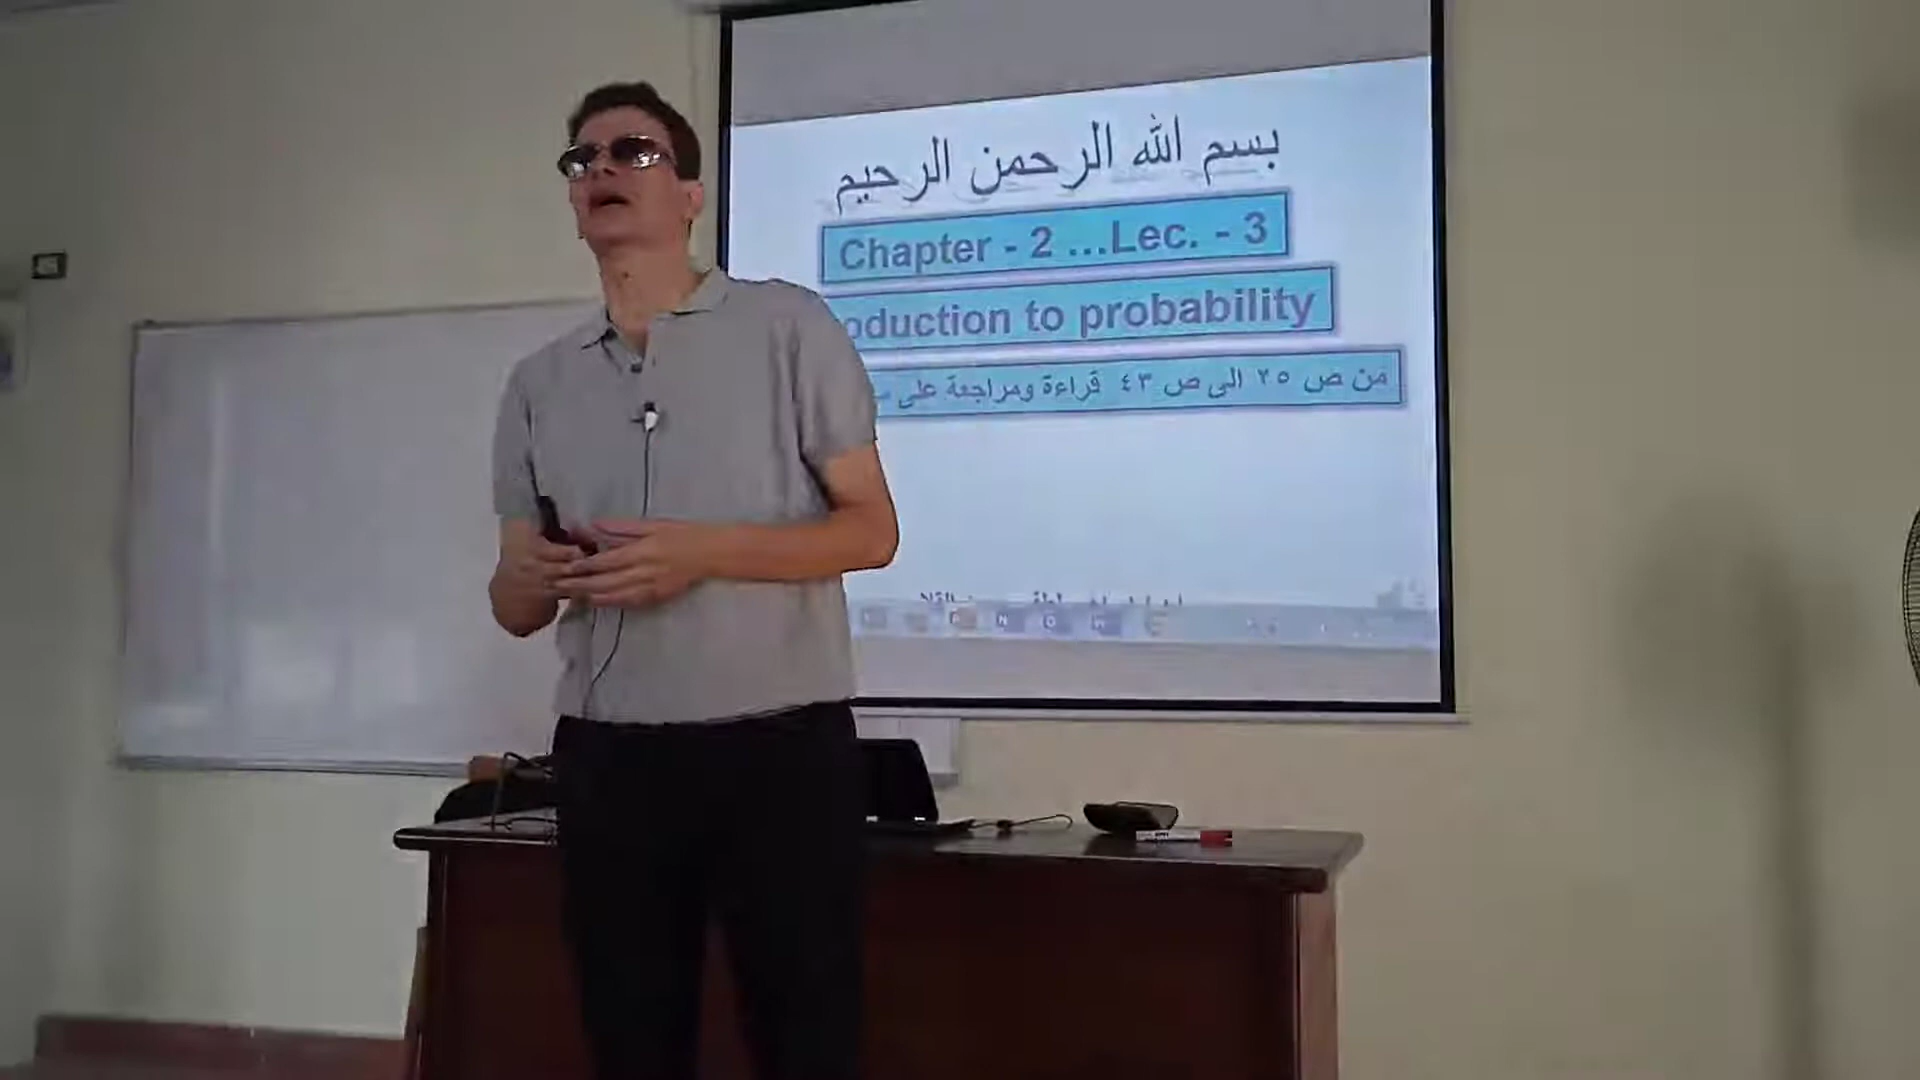 بسم الله الرحمن الرحيم
Chapter - 2 ...Lec. - 3
oduction to probability
من ص ٢٥ الى ص ٤٣ قراءة ومراجعة على